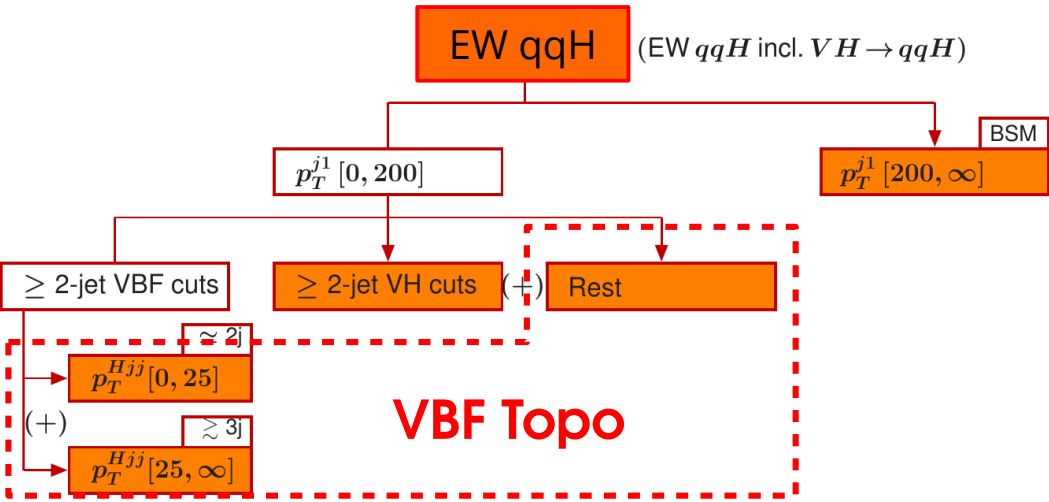 EW qqH
(EW qqH incl. VH → qqH)
BSM
p_T^{j1} [0, 200]
p_T^{j1} [200, ∞]
≥ 2-jet VBF cuts
≥ 2-jet VH cuts
(+)
Rest
≃ 2j
p_T^{Hjj} [0, 25]
(+)
≳ 3j
p_T^{Hjj} [25, ∞]
VBF Topo